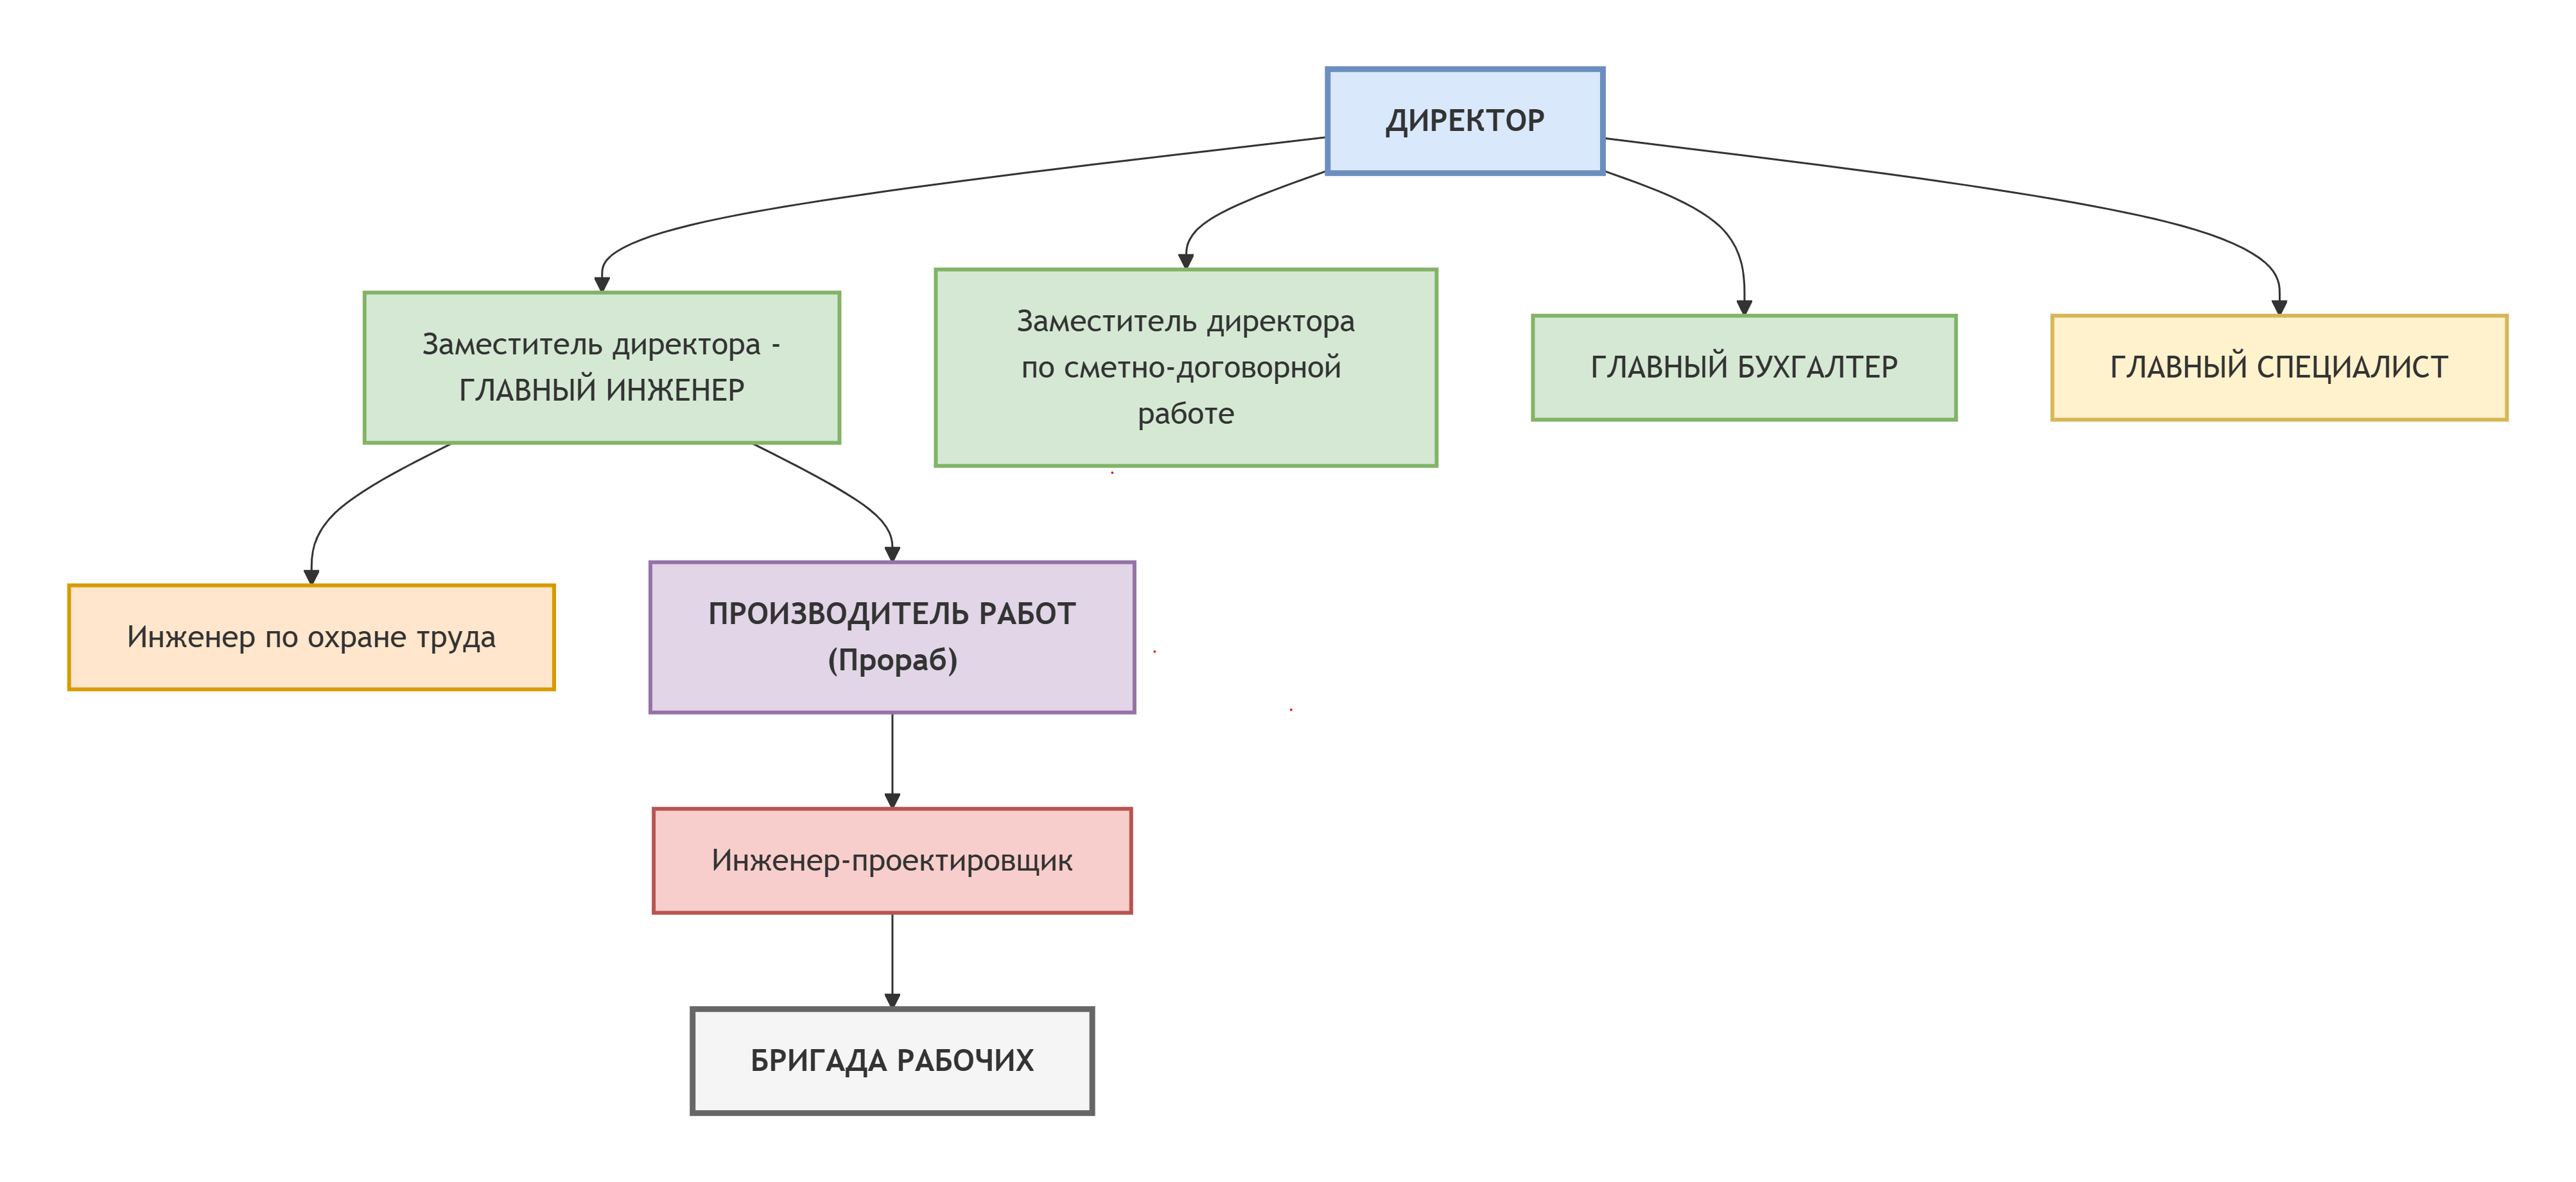 ДИРЕКТОР
Заместитель директора -
ГЛАВНЫЙ ИНЖЕНЕР
Заместитель директора
по сметно-договорной
работе
ГЛАВНЫЙ БУХГАЛТЕР
ГЛАВНЫЙ СПЕЦИАЛИСТ
Инженер по охране труда
ПРОИЗВОДИТЕЛЬ РАБОТ
(Прораб)
Инженер-проектировщик
БРИГАДА РАБОЧИХ